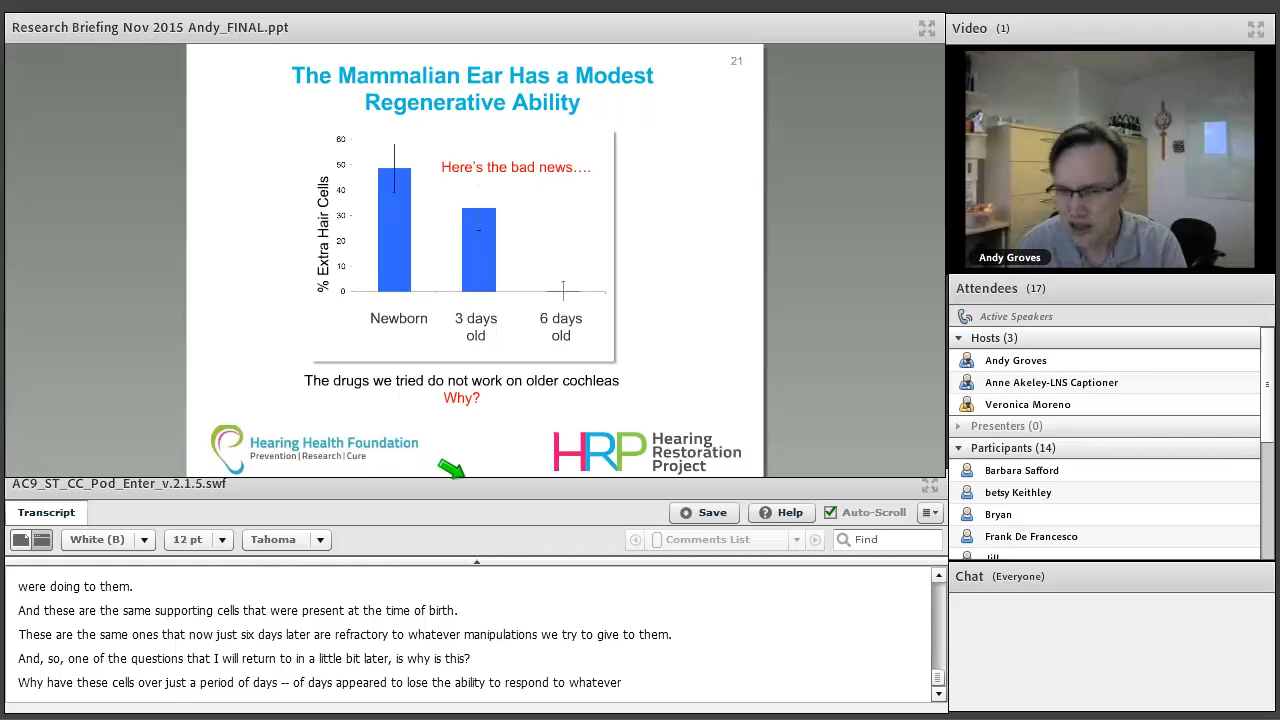 Research Briefing Nov 2015 Andy_FINAL.ppt
21
The Mammalian Ear Has a Modest
Regenerative Ability
60
50
40
30
20
10
0
% Extra Hair Cells
Here's the bad news....
Newborn
3 days
old
6 days
old
The drugs we tried do not work on older cochleas
Why?
Hearing Health Foundation
Prevention | Research | Cure
HRP Hearing
Restoration
Project
AC9_ST_CC_Pod_Enter_v.2.1.5.swf
Transcript
Save
Help
Auto-Scroll
White (B)
12 pt
Tahoma
Comments List
Find
were doing to them.
And these are the same supporting cells that were present at the time of birth.
These are the same ones that now just six days later are refractory to whatever manipulations we try to give to them.
And, so, one of the questions that I will return to in a little bit later, is why is this?
Why have these cells over just a period of days -- of days appeared to lose the ability to respond to whatever
Video (1)
Andy Groves
Attendees (17)
Active Speakers
Hosts (3)
Andy Groves
Anne Akeley-LNS Captioner
Veronica Moreno
Presenters (0)
Participants (14)
Barbara Safford
betsy Keithley
Bryan
Frank De Francesco
Chat (Everyone)